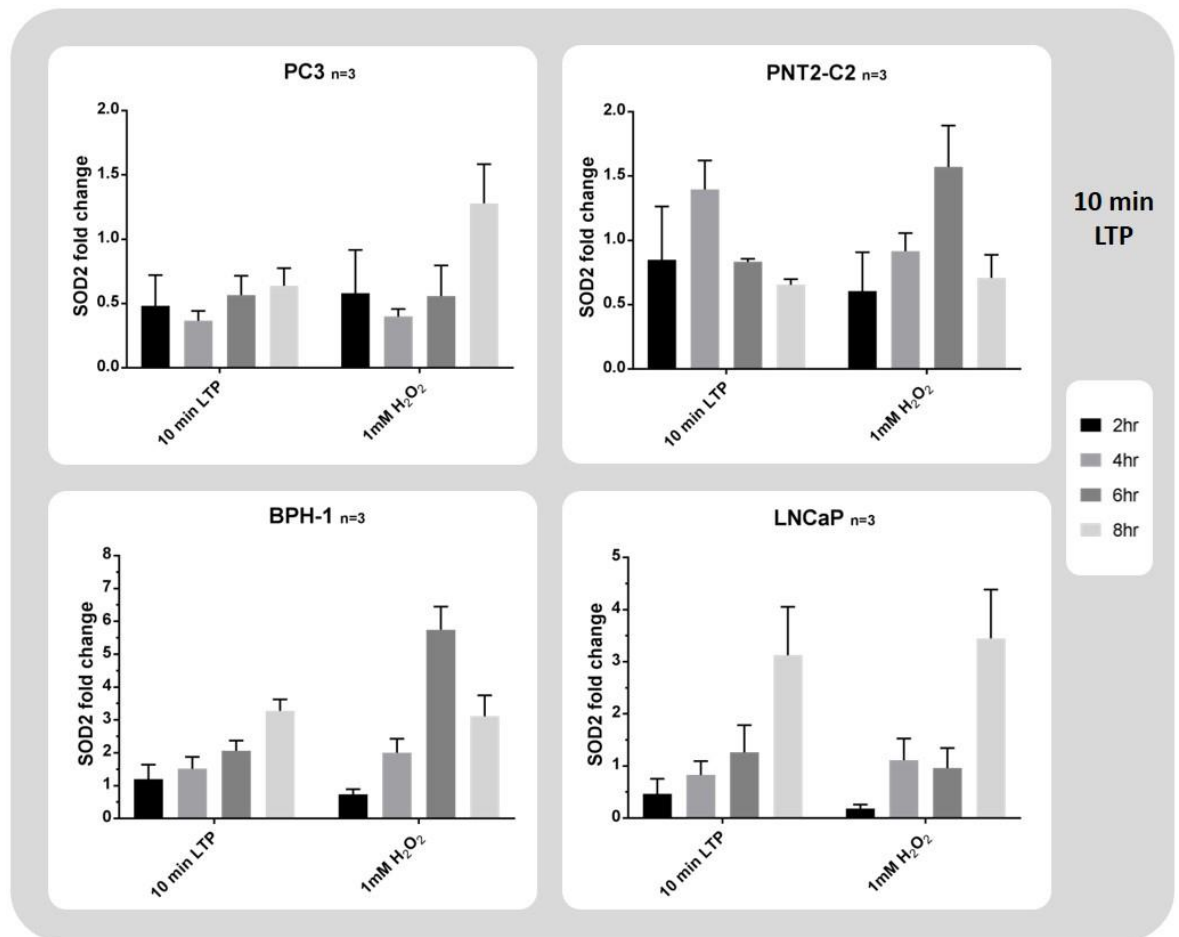 PC3 n=3
SOD2 fold change
2.0
1.5
1.0
0.5
0.0
10 min LTP
1mM H₂O₂
PNT2-C2 n=3
SOD2 fold change
2.0
1.5
1.0
0.5
0.0
10 min LTP
1mM H₂O₂
10 min
LTP
2hr
4hr
6hr
8hr
BPH-1 n=3
SOD2 fold change
8
7
6
5
4
3
2
1
0
10 min LTP
1mM H₂O₂
LNCaP n=3
SOD2 fold change
5
4
3
2
1
0
10 min LTP
1mM H₂O₂